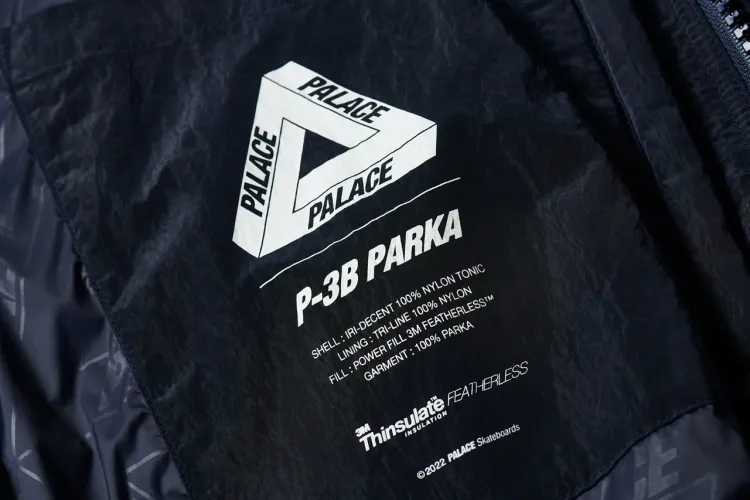 PALACE
PALACE
PALACE
P-3B PARKA
SHELL : IRI-DECENT 100% NYLON TONIC
LINING : TRI-LINE 100% NYLON
FILL : POWER FILL 3M FEATHERLESS™
GARMENT : 100% PARKA
3M
Thinsulate™ FEATHERLESS
INSULATION
©2022 PALACE Skateboards